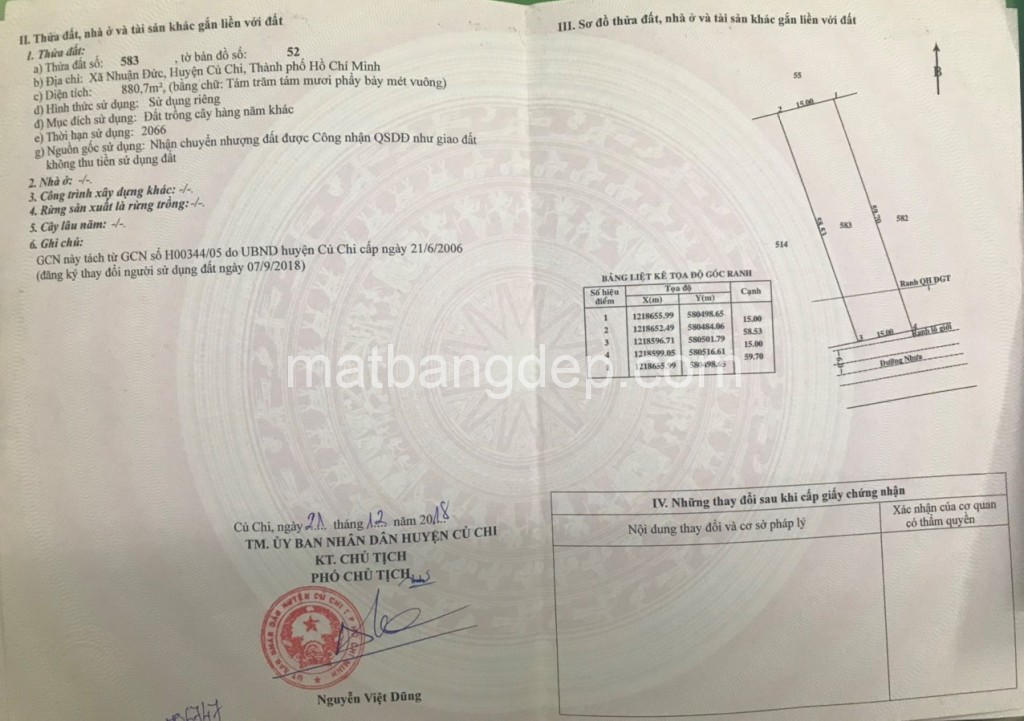 II. Thửa đất, nhà ở và tài sản khác gắn liền với đất
1. Thửa đất:
a) Thửa đất số: 583 , tờ bản đồ số: 52
b) Địa chỉ: Xã Nhuận Đức, Huyện Củ Chi, Thành phố Hồ Chí Minh
c) Diện tích: 880,7m², (bằng chữ: Tám trăm tám mươi phẩy bảy mét vuông)
d) Hình thức sử dụng: Sử dụng riêng
đ) Mục đích sử dụng: Đất trồng cây hàng năm khác
e) Thời hạn sử dụng: 2066
g) Nguồn gốc sử dụng: Nhận chuyển nhượng đất được Công nhận QSDĐ như giao đất
không thu tiền sử dụng đất
2. Nhà ở: -/-.
3. Công trình xây dựng khác: -/-.
4. Rừng sản xuất là rừng trồng: -/-.
5. Cây lâu năm: -/-.
6. Ghi chú:
GCN này tách từ GCN số H00344/05 do UBND huyện Củ Chi cấp ngày 21/6/2006
(đăng ký thay đổi người sử dụng đất ngày 07/9/2018)
Củ Chi, ngày 21 tháng 12 năm 2018
TM. ỦY BAN NHÂN DÂN HUYỆN CỦ CHI
KT. CHỦ TỊCH
PHÓ CHỦ TỊCH
Nguyễn Việt Dũng
III. Sơ đồ thửa đất, nhà ở và tài sản khác gắn liền với đất
B
55
15.00
2
1
58.53
583
59.70
582
514
Ranh QH ĐGT
3
15.00
4
Ranh lộ giới
Đường Nhựa
BẢNG LIỆT KÊ TỌA ĐỘ GÓC RANH
Số hiệu điểm Tọa độ Cạnh
X(m) Y(m)
1 1218655.99 580498.65
15.00
2 1218652.49 580484.06
58.53
3 1218596.71 580501.79
15.00
4 1218599.05 580516.61
59.70
1 1218655.99 580498.65
matbangdep.com
IV. Những thay đổi sau khi cấp giấy chứng nhận
Nội dung thay đổi và cơ sở pháp lý
Xác nhận của cơ quan
có thẩm quyền